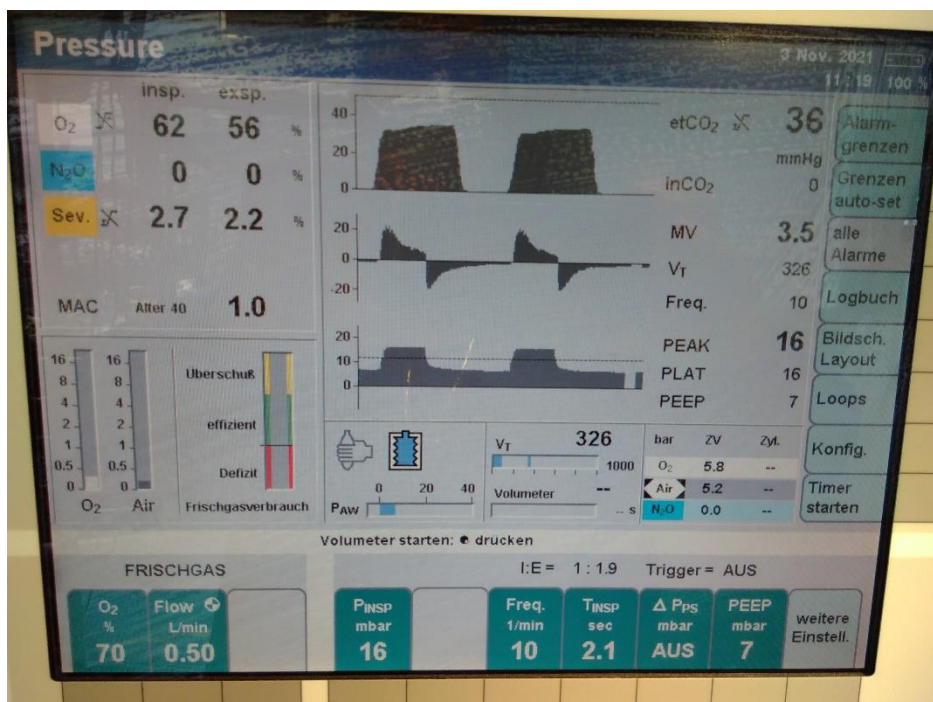 Pressure
3 Nov. 2021
11:19 100 %
insp. exsp.
O₂ 62 56 %
N₂O 0 0 %
Sev. 2.7 2.2 %
MAC Alter 40 1.0
40
20
0
20
0
-20
20
10
0
etCO₂ 36
mmHg
inCO₂ 0
MV 3.5
VT 326
Freq. 10
PEAK 16
PLAT 16
PEEP 7
Alarm-
grenzen
Grenzen
auto-set
alle
Alarme
Logbuch
Bildsch.
Layout
Loops
Konfig.
Timer
starten
16 16
8 8
4 4
2 2
1 1
0.5 0.5
0 0
O₂ Air
Überschuß
effizient
Defizit
Frischgasverbrauch
0 20 40
PAW
VT 326
1000
Volumeter --
-- s
bar ZV Zyl.
O₂ 5.8 --
Air 5.2 --
N₂O 0.0 --
Volumeter starten: drücken
FRISCHGAS
I:E = 1 : 1.9 Trigger = AUS
O₂
%
70
Flow
L/min
0.50
PINSP
mbar
16
Freq.
1/min
10
TINSP
sec
2.1
Δ PPS
mbar
AUS
PEEP
mbar
7
weitere
Einstell.